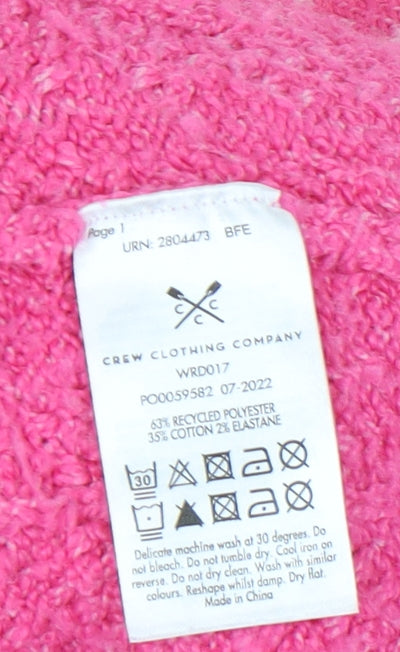 Page 1
URN: 2804473 BFE
C C
C
CREW CLOTHING COMPANY
WRD017
PO0059582 07-2022
63% RECYCLED POLYESTER
35% COTTON 2% ELASTANE
30
Delicate machine wash at 30 degrees. Do
not bleach. Do not tumble dry. Cool iron on
reverse. Do not dry clean. Wash with similar
colours. Reshape whilst damp. Dry flat.
Made in China